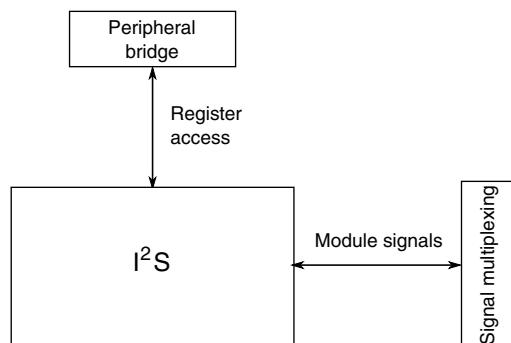 Peripheral
bridge
Register
access
I²S
Module signals
Signal multiplexing